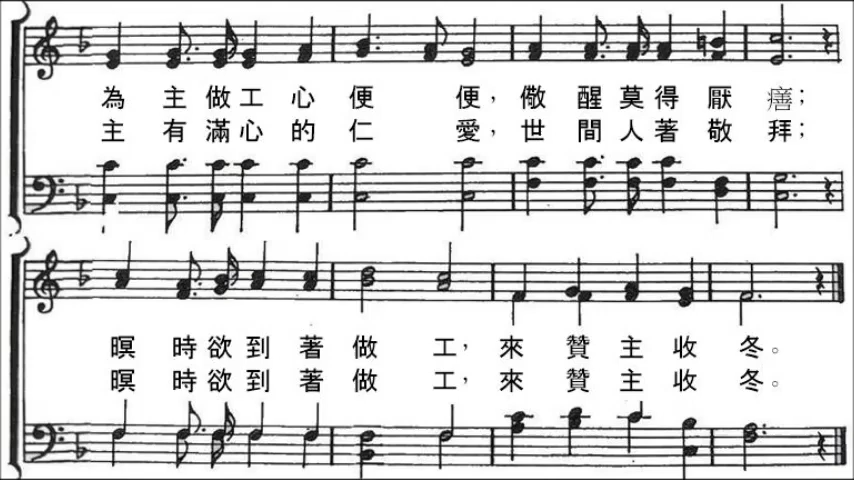 為主做工心便便，儆醒莫得厭癐；
主有滿心的仁愛，世間人著敬拜；
暝時欲到著做工，來贊主收冬。
暝時欲到著做工，來贊主收冬。